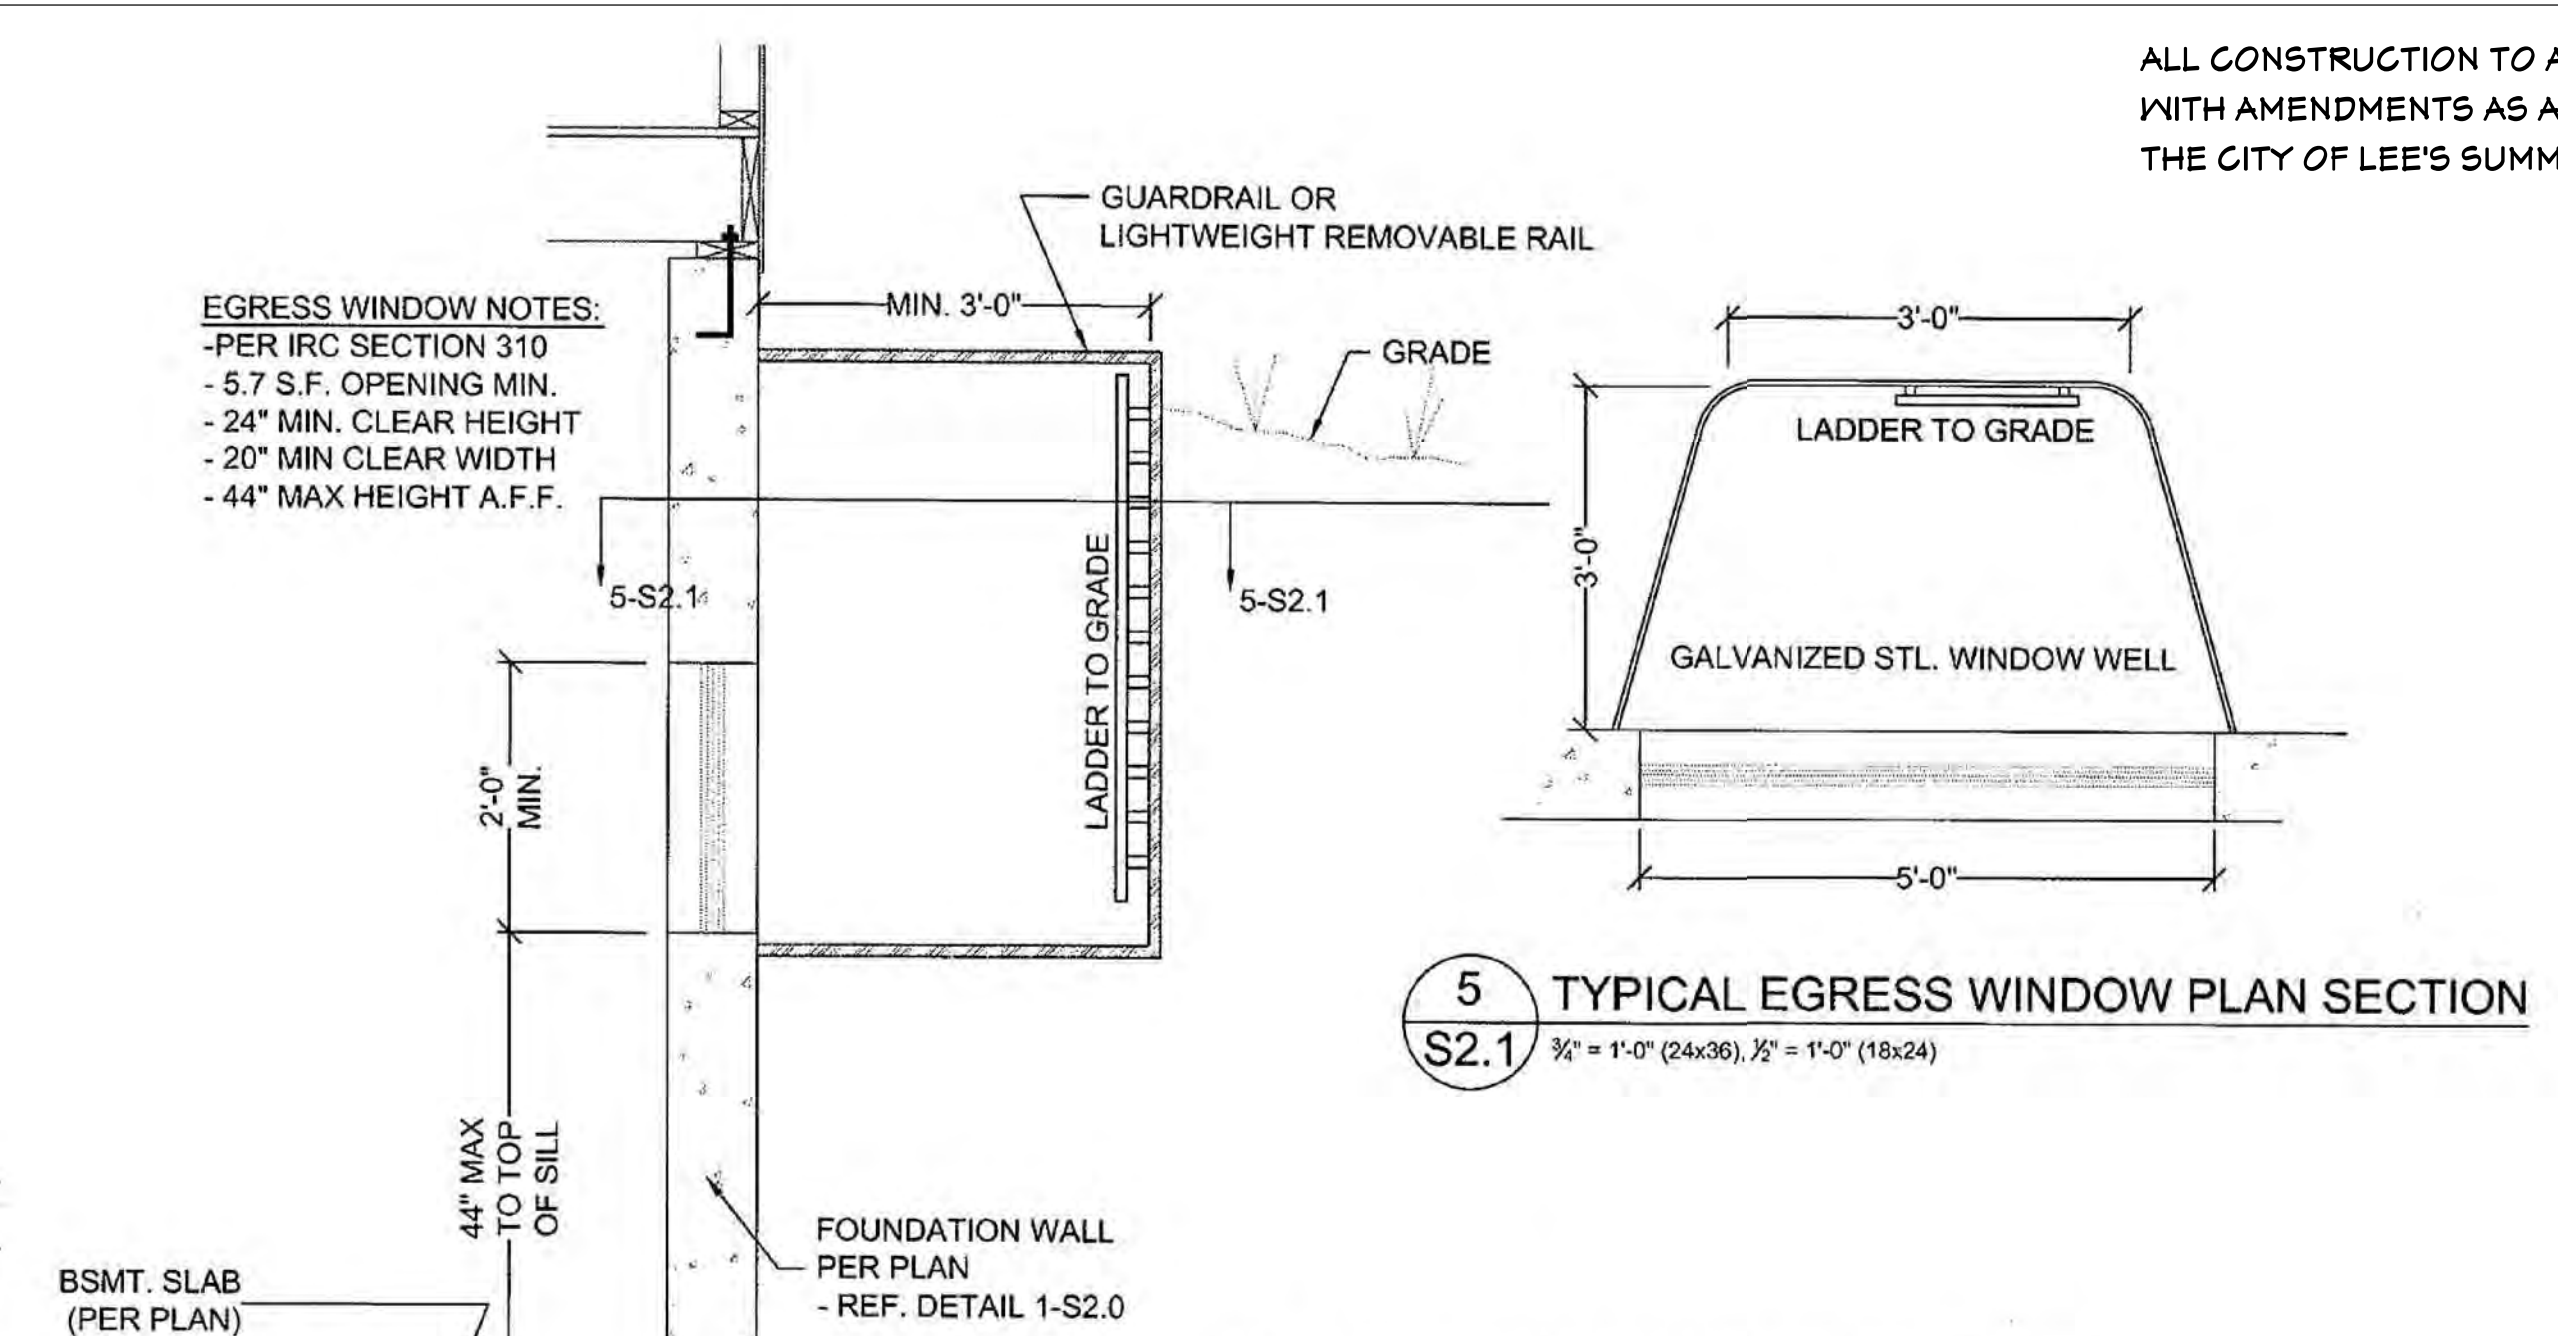 ALL CONSTRUCTION TO
WITH AMENDMENTS AS
THE CITY OF LEE'S
GUARDRAIL OR
LIGHTWEIGHT REMOVABLE RAIL
EGRESS WINDOW NOTES:
-PER IRC SECTION 310
- 5.7 S.F. OPENING MIN.
- 24" MIN. CLEAR HEIGHT
- 20" MIN CLEAR WIDTH
- 44" MAX HEIGHT A.F.F.
MIN. 3'-0"
GRADE
5-S2.1
5-S2.1
LADDER TO GRADE
2'-0"
MIN.
44" MAX
TO TOP
OF SILL
BSMT. SLAB
(PER PLAN)
FOUNDATION WALL
PER PLAN
- REF. DETAIL 1-S2.0
3'-0"
LADDER TO GRADE
3'-0"
GALVANIZED STL. WINDOW WELL
5'-0"
5
S2.1
TYPICAL EGRESS WINDOW PLAN SECTION
¾" = 1'-0" (24x36), ½" = 1'-0" (18x24)